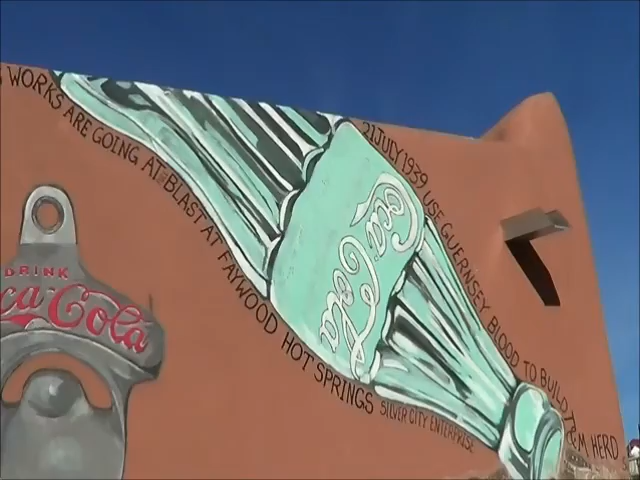 WORKS ARE GOING AT BLAST AT FAYWOOD HOT SPRINGS
SILVER CITY ENTERPRISE
21 JULY 1939 USE GUERNSEY BLOOD TO BUILD HERD
Coca-Cola
DRINK
Coca-Cola